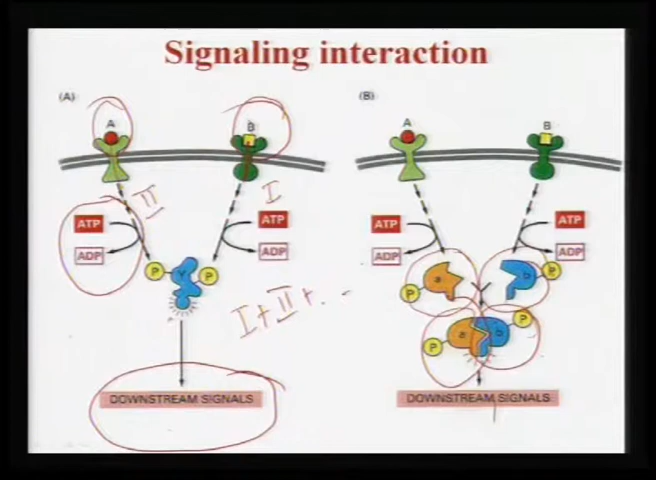 Signaling interaction
(A)
A
B
II
I
ATP
ATP
ADP
ADP
P
Y
P
I + II + . . -
DOWNSTREAM SIGNALS
(B)
A
B
ATP
ATP
ADP
ADP
P
a
b
P
P
a
b
P
DOWNSTREAM SIGNALS